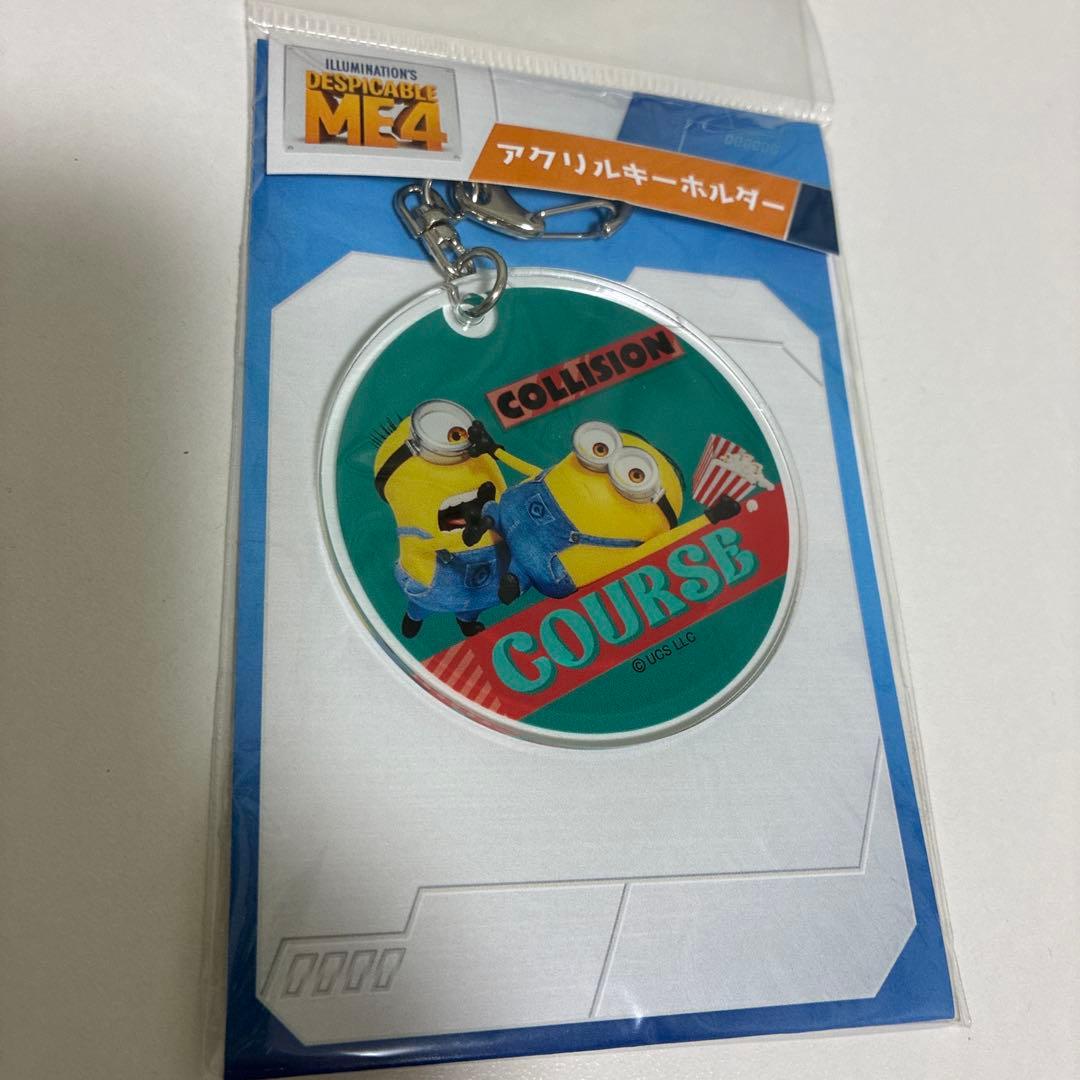 ILLUMINATION'S
DESPICABLE
ME4
アクリルキーホルダー
COLLISION
COURSE
©UCS LLC